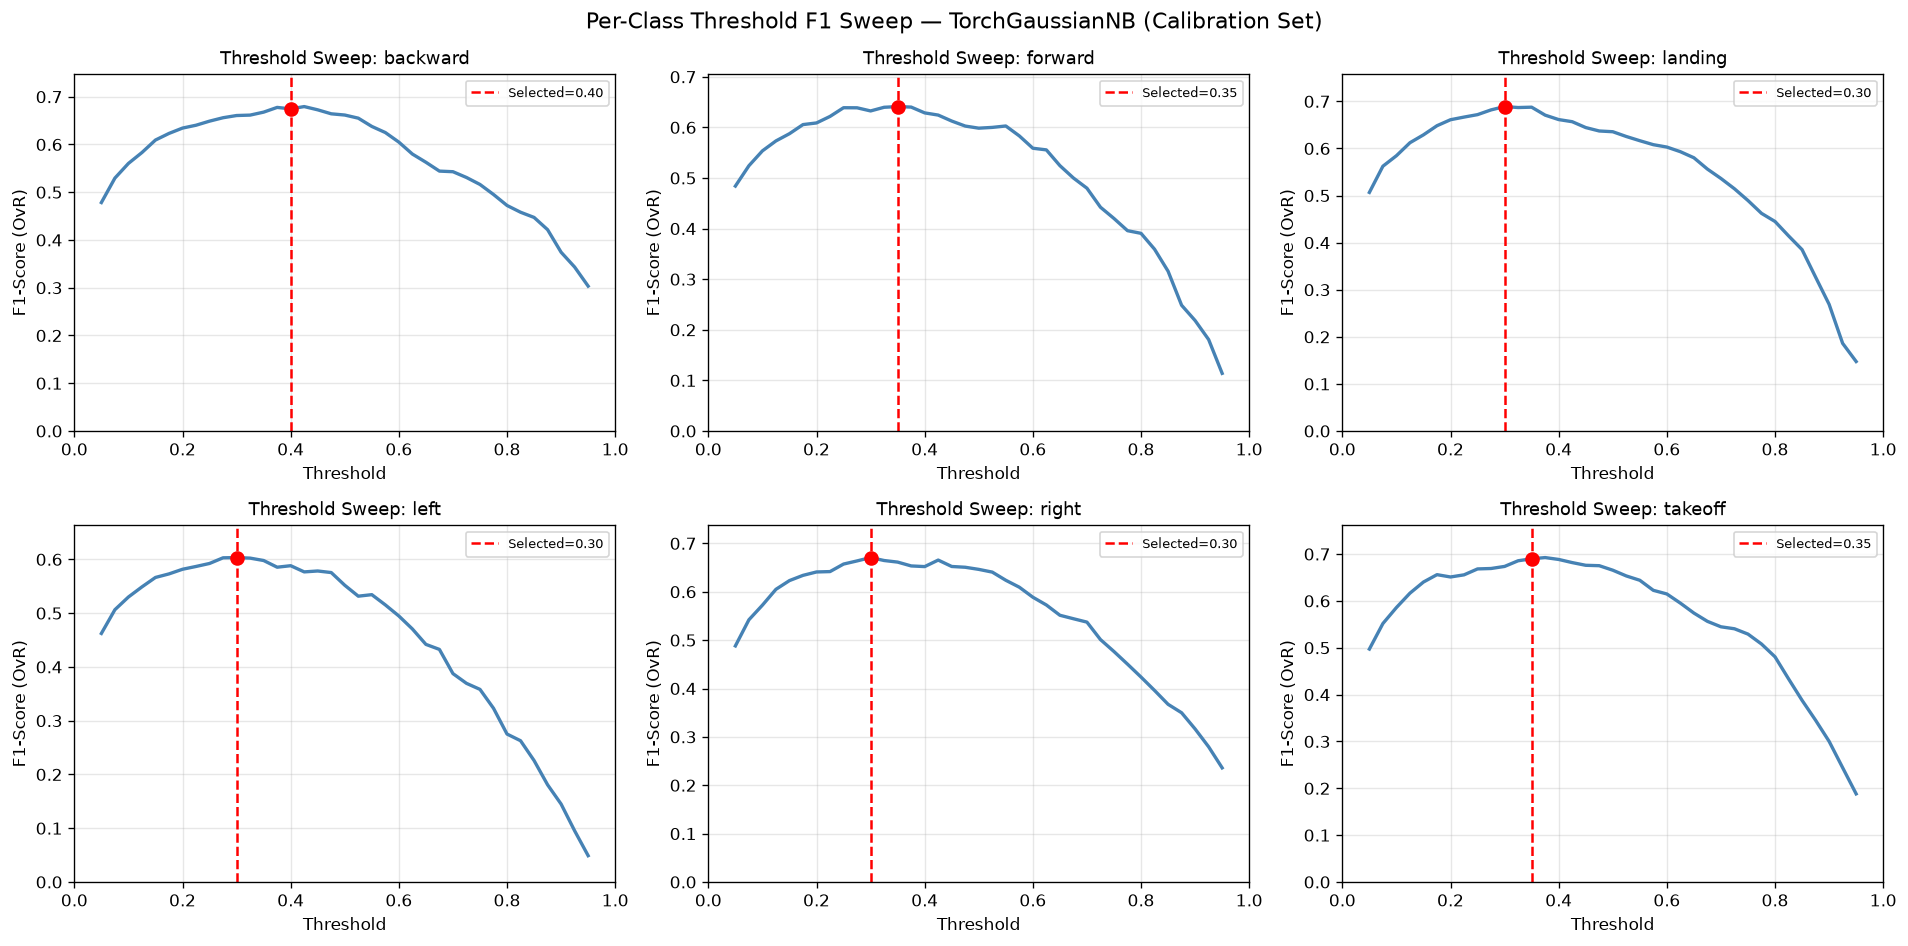 Per-Class Threshold F1 Sweep — TorchGaussianNB (Calibration Set)
Threshold Sweep: backward
Selected=0.40
F1-Score (OvR)
0.7
0.6
0.5
0.4
0.3
0.2
0.1
0.0
0.0 0.2 0.4 0.6 0.8 1.0
Threshold
Threshold Sweep: forward
Selected=0.35
F1-Score (OvR)
0.7
0.6
0.5
0.4
0.3
0.2
0.1
0.0
0.0 0.2 0.4 0.6 0.8 1.0
Threshold
Threshold Sweep: landing
Selected=0.30
F1-Score (OvR)
0.7
0.6
0.5
0.4
0.3
0.2
0.1
0.0
0.0 0.2 0.4 0.6 0.8 1.0
Threshold
Threshold Sweep: left
Selected=0.30
F1-Score (OvR)
0.6
0.5
0.4
0.3
0.2
0.1
0.0
0.0 0.2 0.4 0.6 0.8 1.0
Threshold
Threshold Sweep: right
Selected=0.30
F1-Score (OvR)
0.7
0.6
0.5
0.4
0.3
0.2
0.1
0.0
0.0 0.2 0.4 0.6 0.8 1.0
Threshold
Threshold Sweep: takeoff
Selected=0.35
F1-Score (OvR)
0.7
0.6
0.5
0.4
0.3
0.2
0.1
0.0
0.0 0.2 0.4 0.6 0.8 1.0
Threshold